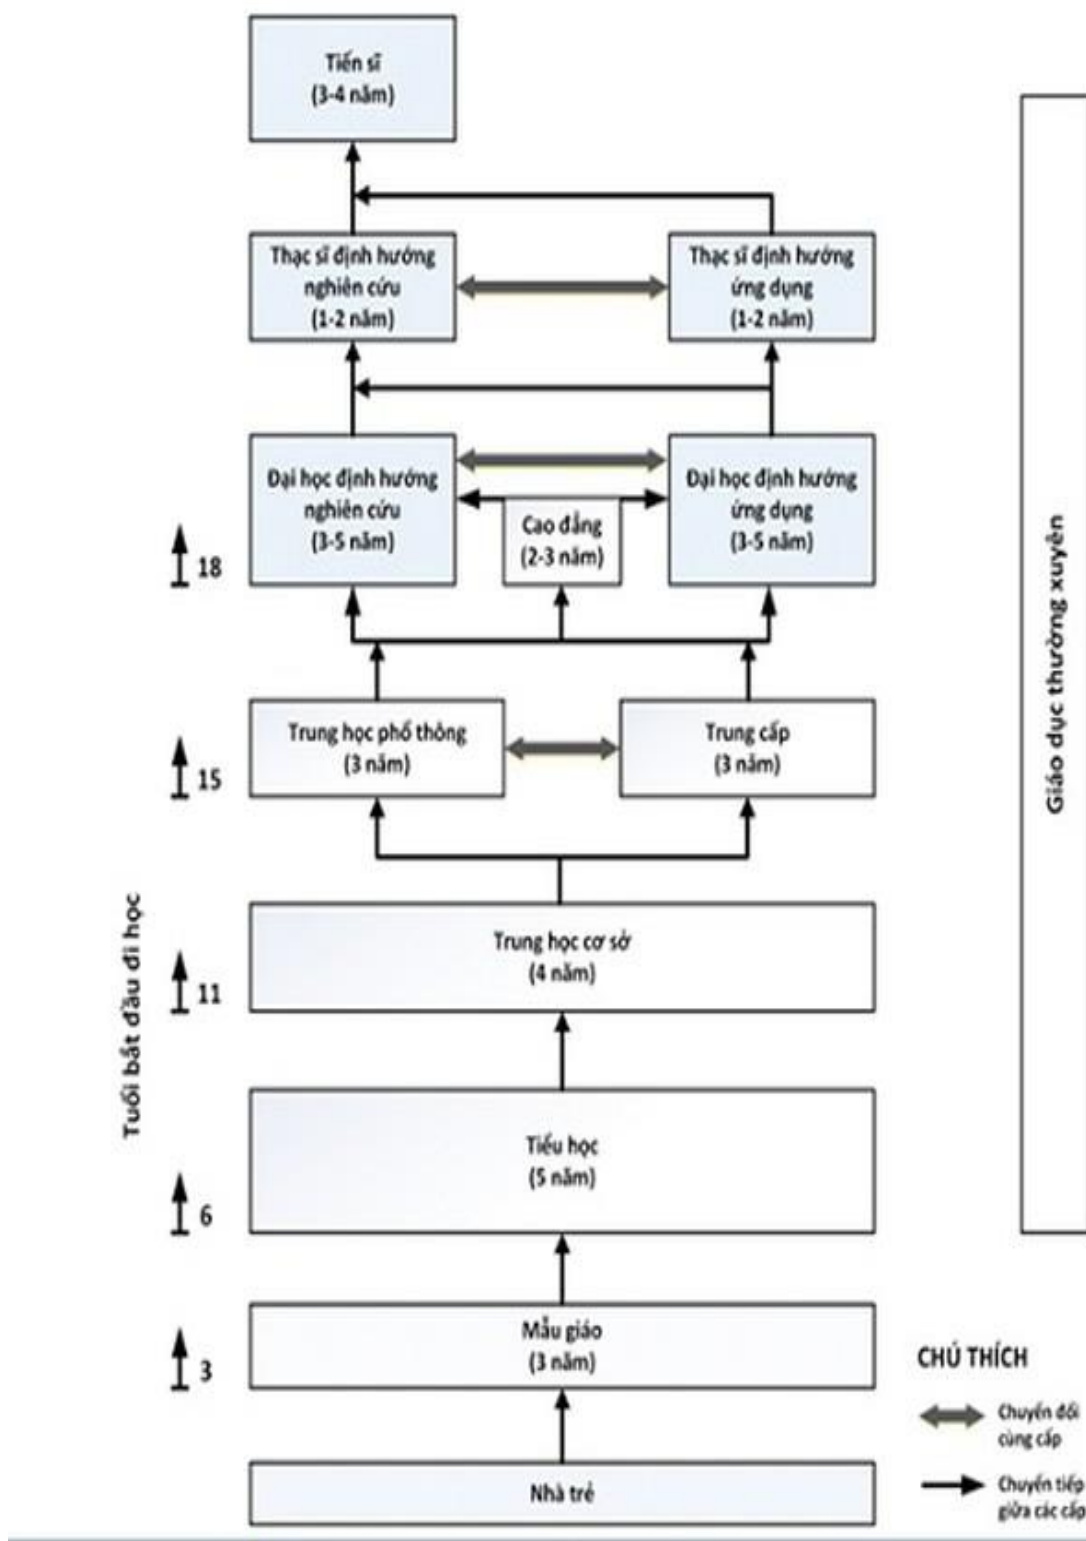 Tiến sĩ
(3-4 năm)
Thạc sĩ định hướng
nghiên cứu
(1-2 năm)
Thạc sĩ định hướng
ứng dụng
(1-2 năm)
Đại học định hướng
nghiên cứu
(3-5 năm)
Cao đẳng
(2-3 năm)
Đại học định hướng
ứng dụng
(3-5 năm)
18
Trung học phổ thông
(3 năm)
Trung cấp
(3 năm)
15
Trung học cơ sở
(4 năm)
11
Tiểu học
(5 năm)
6
Mẫu giáo
(3 năm)
3
Nhà trẻ
Tuổi bắt đầu đi học
Giáo dục thường xuyên
CHÚ THÍCH
Chuyển đổi
cùng cấp
Chuyển tiếp
giữa các cấp